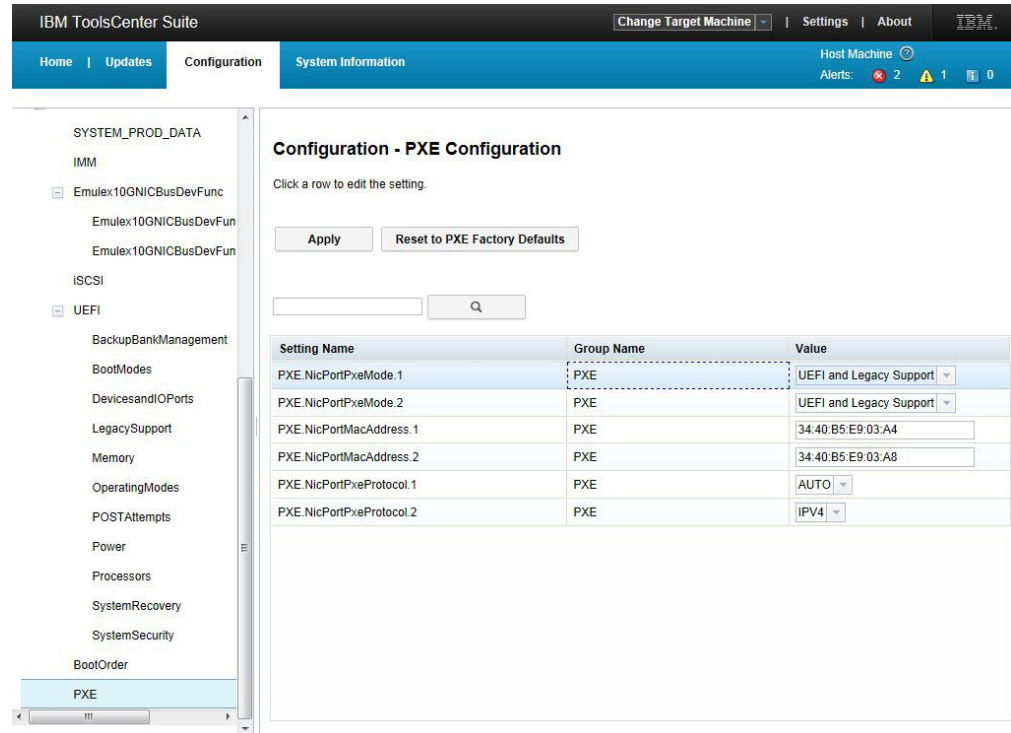 IBM ToolsCenter Suite
Change Target Machine | Settings | About IBM.
Home | Updates Configuration System Information
Host Machine ?
Alerts: 2 1 0
SYSTEM_PROD_DATA
IMM
Emulex10GNICBusDevFunc
Emulex10GNICBusDevFun
Emulex10GNICBusDevFun
iSCSI
UEFI
BackupBankManagement
BootModes
DevicesandIOPorts
LegacySupport
Memory
OperatingModes
POSTAttempts
Power
Processors
SystemRecovery
SystemSecurity
BootOrder
PXE
Configuration - PXE Configuration
Click a row to edit the setting.
Apply Reset to PXE Factory Defaults
Setting Name Group Name Value
PXE.NicPortPxeMode.1 PXE UEFI and Legacy Support
PXE.NicPortPxeMode.2 PXE UEFI and Legacy Support
PXE.NicPortMacAddress.1 PXE 34:40:B5:E9:03:A4
PXE.NicPortMacAddress.2 PXE 34:40:B5:E9:03:A8
PXE.NicPortPxeProtocol.1 PXE AUTO
PXE.NicPortPxeProtocol.2 PXE IPV4